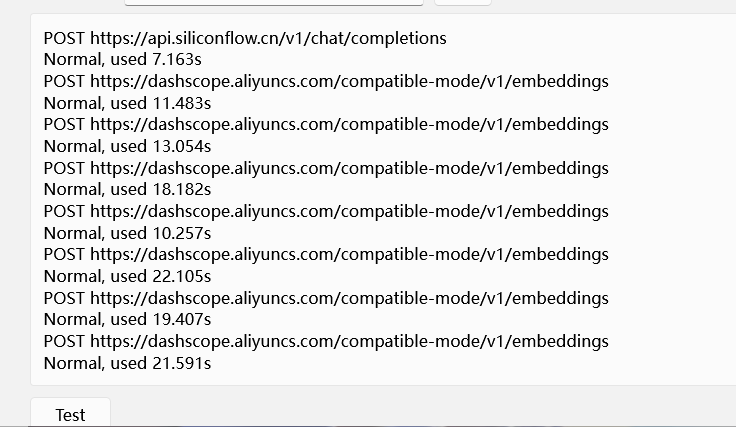 POST https://api.siliconflow.cn/v1/chat/completions
Normal, used 7.163s
POST https://dashscope.aliyuncs.com/compatible-mode/v1/embeddings
Normal, used 11.483s
POST https://dashscope.aliyuncs.com/compatible-mode/v1/embeddings
Normal, used 13.054s
POST https://dashscope.aliyuncs.com/compatible-mode/v1/embeddings
Normal, used 18.182s
POST https://dashscope.aliyuncs.com/compatible-mode/v1/embeddings
Normal, used 10.257s
POST https://dashscope.aliyuncs.com/compatible-mode/v1/embeddings
Normal, used 22.105s
POST https://dashscope.aliyuncs.com/compatible-mode/v1/embeddings
Normal, used 19.407s
POST https://dashscope.aliyuncs.com/compatible-mode/v1/embeddings
Normal, used 21.591s
Test